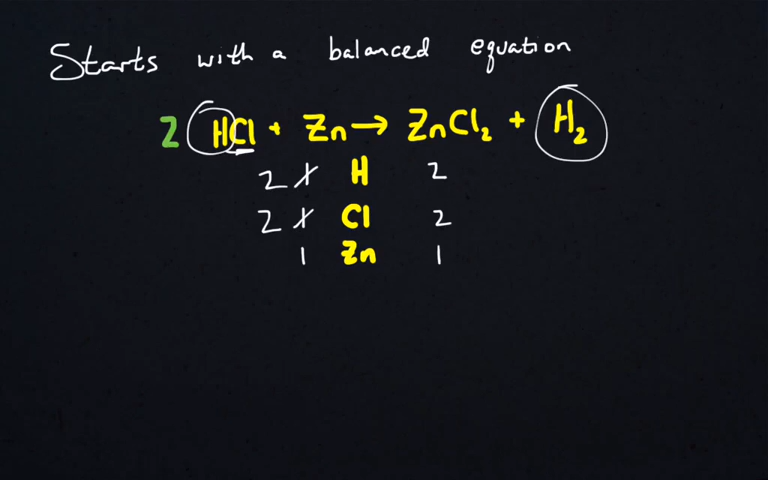 Starts with a balanced equation
2 HCl + Zn → ZnCl₂ + H₂
2 1 H 2
2 1 Cl 2
1 Zn 1